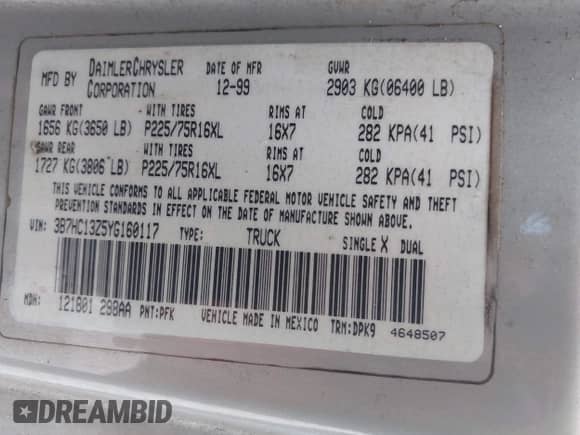 MFD BY DAIMLERCHRYSLER CORPORATION DATE OF MFR 12-99 GVWR 2903 KG(06400 LB)
GAWR FRONT WITH TIRES RIMS AT COLD
1656 KG(3650 LB) P225/75R16XL 16X7 282 KPA(41 PSI)
GAWR REAR WITH TIRES RIMS AT COLD
1727 KG(3806 LB) P225/75R16XL 16X7 282 KPA(41 PSI)
THIS VEHICLE CONFORMS TO ALL APPLICABLE FEDERAL MOTOR VEHICLE SAFETY AND THEFT
PREVENTION STANDARDS IN EFFECT ON THE DATE OF MANUFACTURE SHOWN ABOVE.
VIN: 3B7HC13Z5YG160117 TYPE: TRUCK SINGLE X DUAL
MDH: 121801 288AA PNT:PFK VEHICLE MADE IN MEXICO TRM:DPK9 4648507
DREAMBID